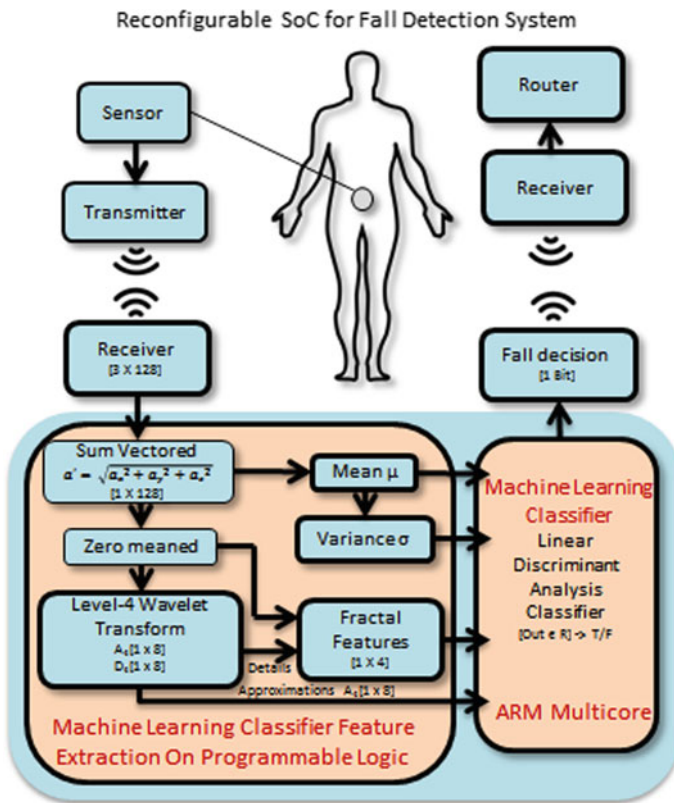 Reconfigurable SoC for Fall Detection System
Sensor
Transmitter
Receiver
[3 X 128]
Router
Receiver
Fall decision
[1 Bit]
Sum Vectored
a' = √(aₓ² + aᵧ² + aₓ²)
[1 X 128]
Zero meaned
Level-4 Wavelet
Transform
A₄[1 x 8]
D₄[1 x 8]
Mean μ
Variance σ
Fractal
Features
[1 X 4]
Details
Approximations A₄[1 x 8]
Machine Learning Classifier Feature
Extraction On Programmable Logic
Machine Learning
Classifier
Linear
Discriminant
Analysis
Classifier
[Out ∈ R] -> T/F
ARM Multicore